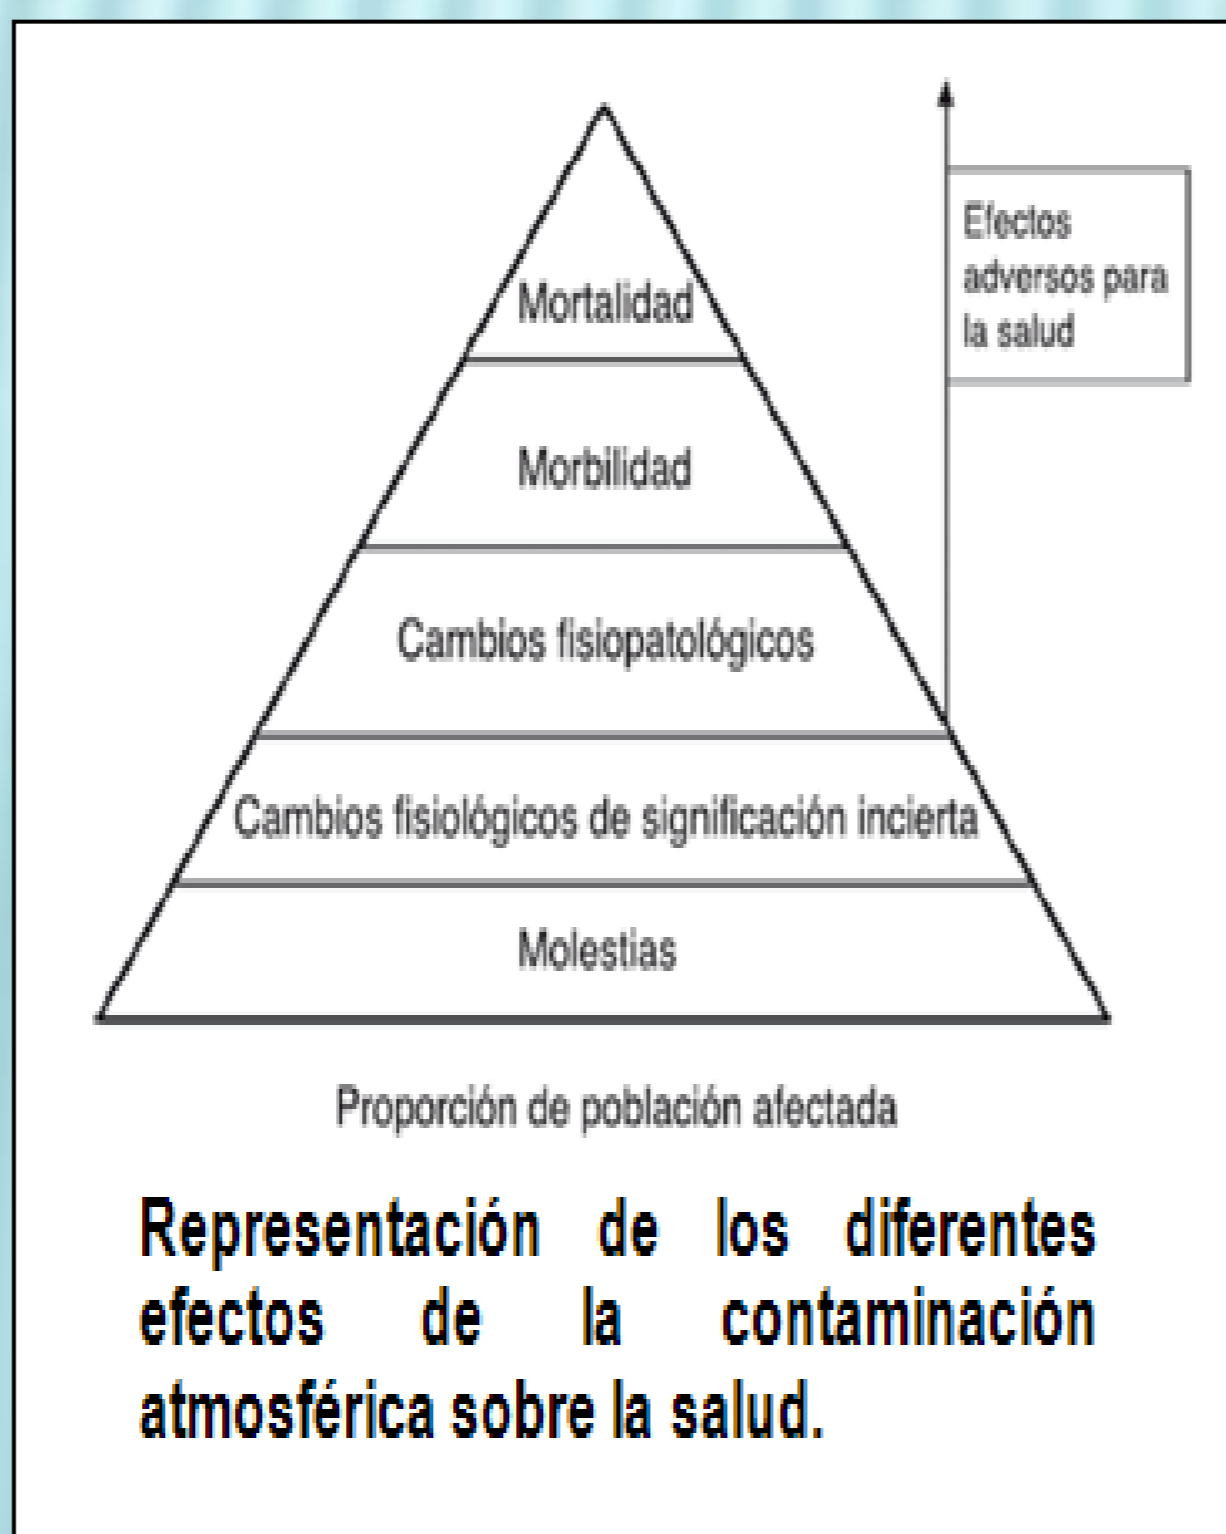 Efectos
adversos para
la salud
Mortalidad
Morbilidad
Cambios fisiopatológicos
Cambios fisiológicos de significación incierta
Molestias
Proporción de población afectada
Representación de los diferentes
efectos de la contaminación
atmosférica sobre la salud.